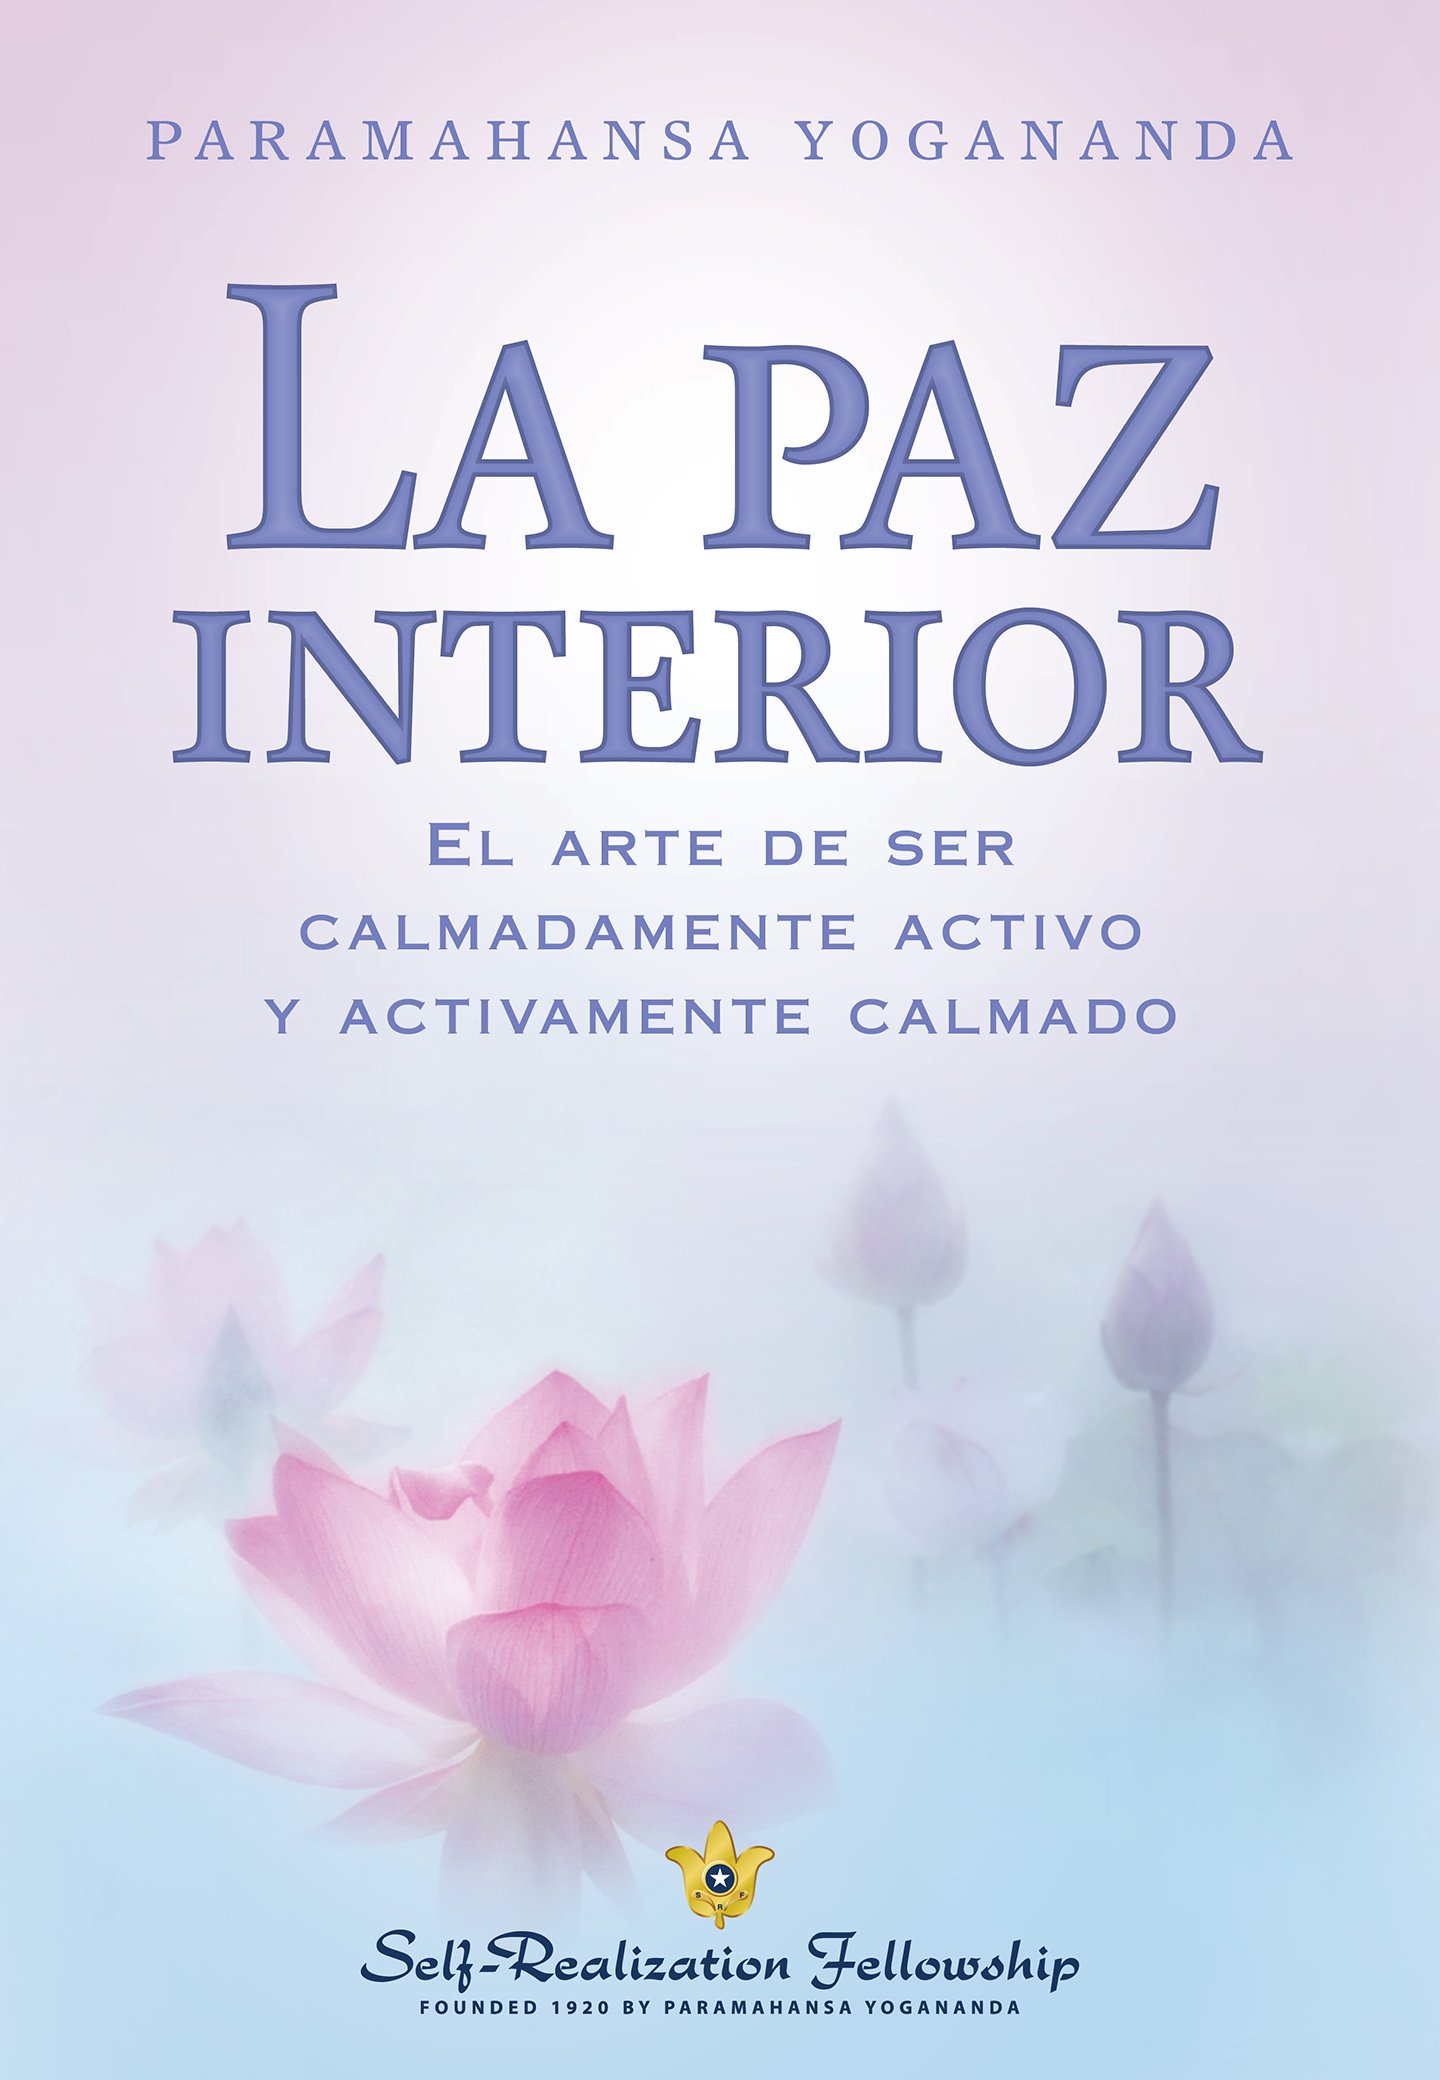 PARAMAHANSA YOGANANDA
LA PAZ
INTERIOR
EL ARTE DE SER
CALMADAMENTE ACTIVO
Y ACTIVAMENTE CALMADO
S R F
Self-Realization Fellowship
FOUNDED 1920 BY PARAMAHANSA YOGANANDA